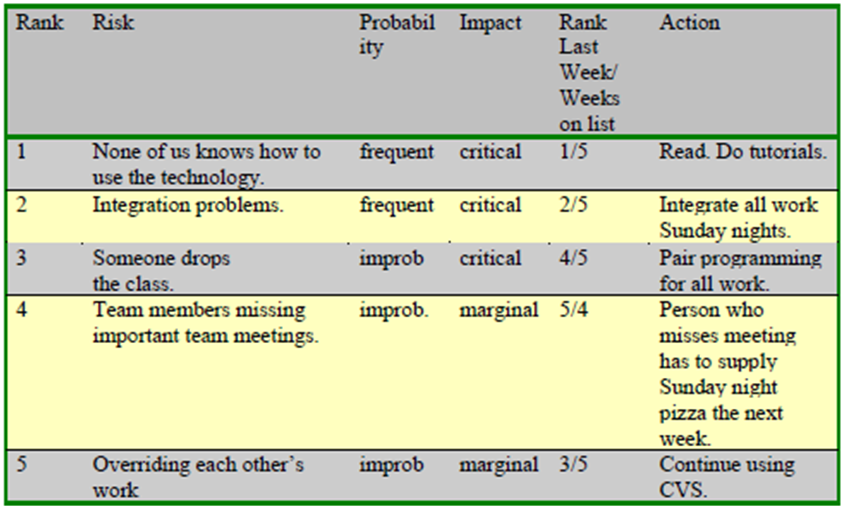 Rank Risk Probabil Impact Rank Action
ity Last
Week/
Weeks
on list
1 None of us knows how to frequent critical 1/5 Read. Do tutorials.
use the technology.
2 Integration problems. frequent critical 2/5 Integrate all work
Sunday nights.
3 Someone drops improb critical 4/5 Pair programming
the class. for all work.
4 Team members missing improb. marginal 5/4 Person who
important team meetings. misses meeting
has to supply
Sunday night
pizza the next
week.
5 Overriding each other's improb marginal 3/5 Continue using
work CVS.